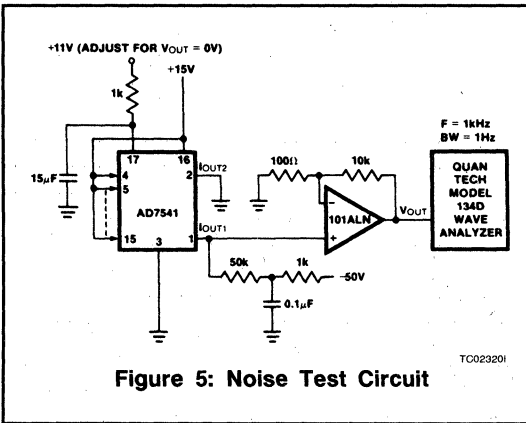 +11V (ADJUST FOR VOUT = 0V)
+15V
1k
17
16
15μF
4
5
15
2
IOUT2
AD7541
3
1
IOUT1
100Ω
10k
-
+
101ALN
VOUT
F = 1kHz
BW = 1Hz
QUAN
TECH
MODEL
134D
WAVE
ANALYZER
50k
1k
-50V
0.1μF
TC02320I
Figure 5: Noise Test Circuit